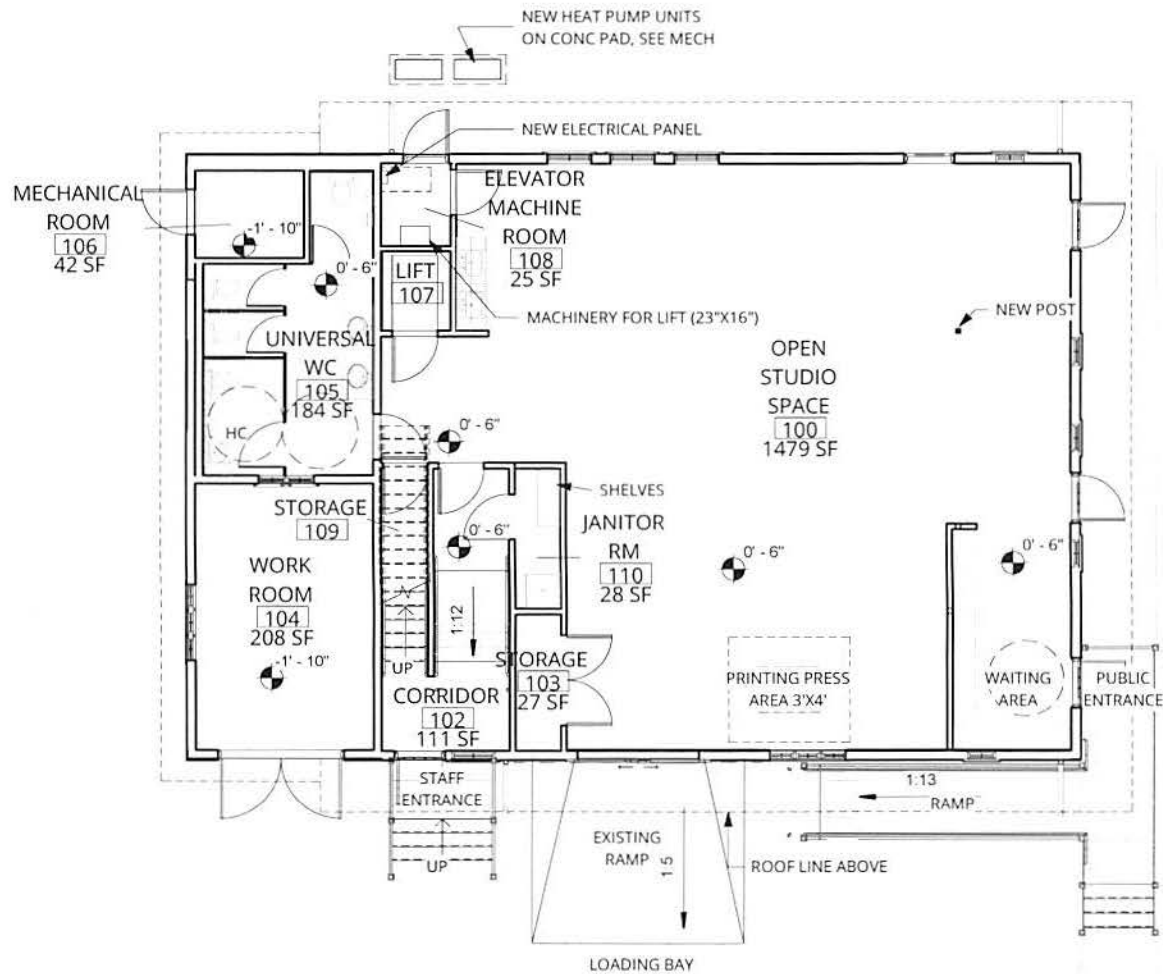 NEW HEAT PUMP UNITS
ON CONC PAD, SEE MECH
NEW ELECTRICAL PANEL
MECHANICAL
ROOM
106
42 SF
-1' - 10"
0' - 6"
ELEVATOR
MACHINE
ROOM
108
25 SF
LIFT
107
MACHINERY FOR LIFT (23"X16")
NEW POST
UNIVERSAL
WC
105
184 SF
HC
OPEN
STUDIO
SPACE
100
1479 SF
0' - 6"
STORAGE
109
SHELVES
JANITOR
RM
110
28 SF
0' - 6"
0' - 6"
0' - 6"
WORK
ROOM
104
208 SF
-1' - 10"
1:12
UP
STORAGE
103
27 SF
CORRIDOR
102
111 SF
PRINTING PRESS
AREA 3'X4'
WAITING
AREA
PUBLIC
ENTRANCE
STAFF
ENTRANCE
UP
EXISTING
RAMP
1:5
1:13
RAMP
ROOF LINE ABOVE
LOADING BAY